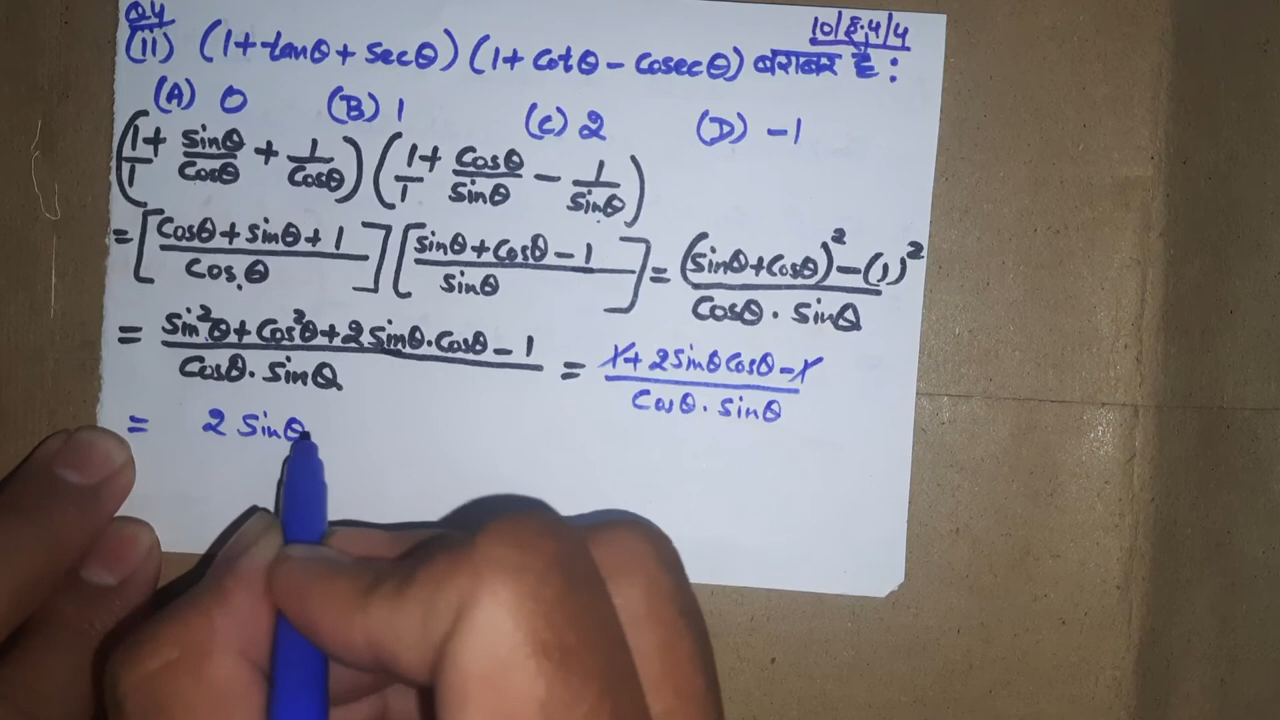 Q4
10/8.4/4
(ii) (1+tanθ+secθ)(1+cotθ-cosecθ) बराबर है:
(A) 0 (B) 1 (C) 2 (D) -1
(1/1 + sinθ/cosθ + 1/cosθ)(1/1 + cosθ/sinθ - 1/sinθ)
= [cosθ+sinθ+1/cosθ][sinθ+cosθ-1/sinθ] = (sinθ+cosθ)²-(1)²/cosθ·sinθ
= sin²θ+cos²θ+2sinθ·cosθ-1/cosθ·sinθ = 1+2sinθcosθ-1/cosθ·sinθ
= 2sinθ